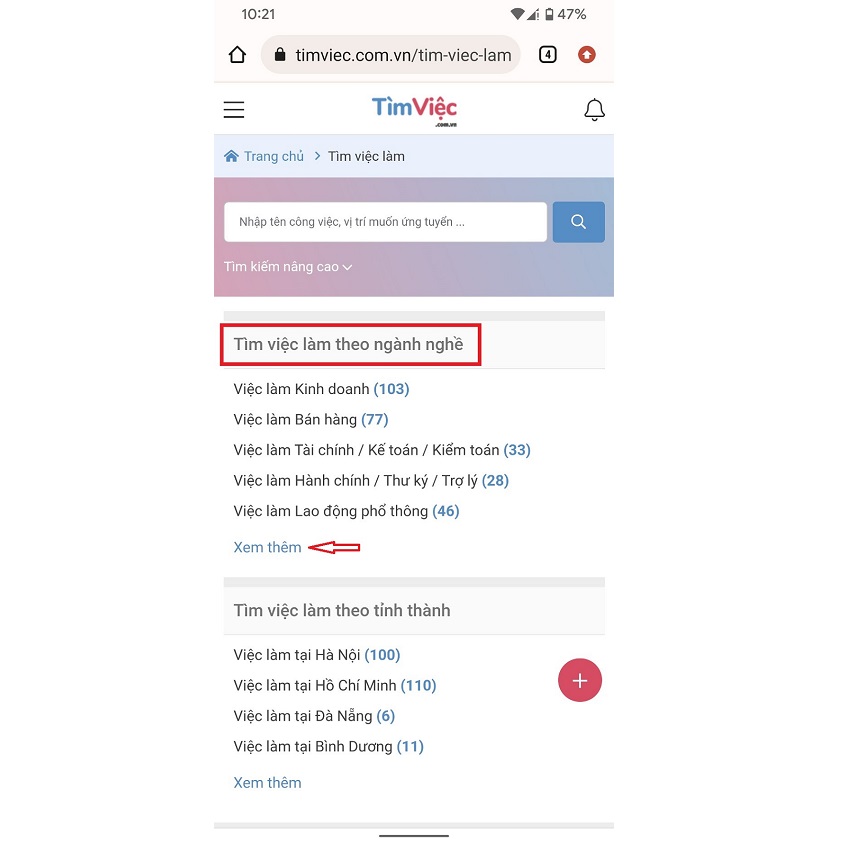 10:21
47%
timviec.com.vn/tim-viec-lam
4
TìmViệc
.com.vn
Trang chủ > Tìm việc làm
Nhập tên công việc, vị trí muốn ứng tuyển ...
Tìm kiếm nâng cao
Tìm việc làm theo ngành nghề
Việc làm Kinh doanh (103)
Việc làm Bán hàng (77)
Việc làm Tài chính / Kế toán / Kiểm toán (33)
Việc làm Hành chính / Thư ký / Trợ lý (28)
Việc làm Lao động phổ thông (46)
Xem thêm
Tìm việc làm theo tỉnh thành
Việc làm tại Hà Nội (100)
Việc làm tại Hồ Chí Minh (110)
Việc làm tại Đà Nẵng (6)
Việc làm tại Bình Dương (11)
Xem thêm